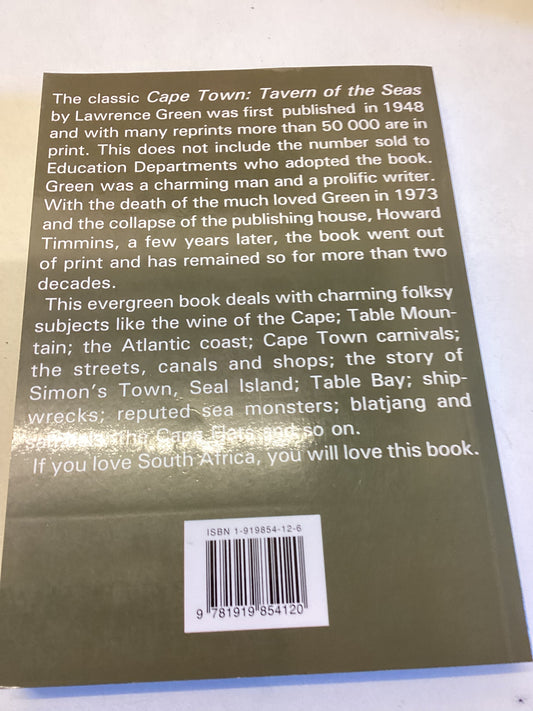 The classic Cape Town: Tavern of the Seas
by Lawrence Green was first published in 1948
and with many reprints more than 50 000 are in
print. This does not include the number sold to
Education Departments who adopted the book.
Green was a charming man and a prolific writer.
With the death of the much loved Green in 1973
and the collapse of the publishing house, Howard
Timmins, a few years later, the book went out
of print and has remained so for more than two
decades.
This evergreen book deals with charming folksy
subjects like the wine of the Cape; Table Moun-
tain; the Atlantic coast; Cape Town carnivals;
the streets, canals and shops; the story of
Simon's Town, Seal Island; Table Bay; ship-
wrecks; reputed sea monsters; blatjang and
the Cape Flats and so on.
If you love South Africa, you will love this book.
ISBN 1-919854-12-6
9 781919 854120